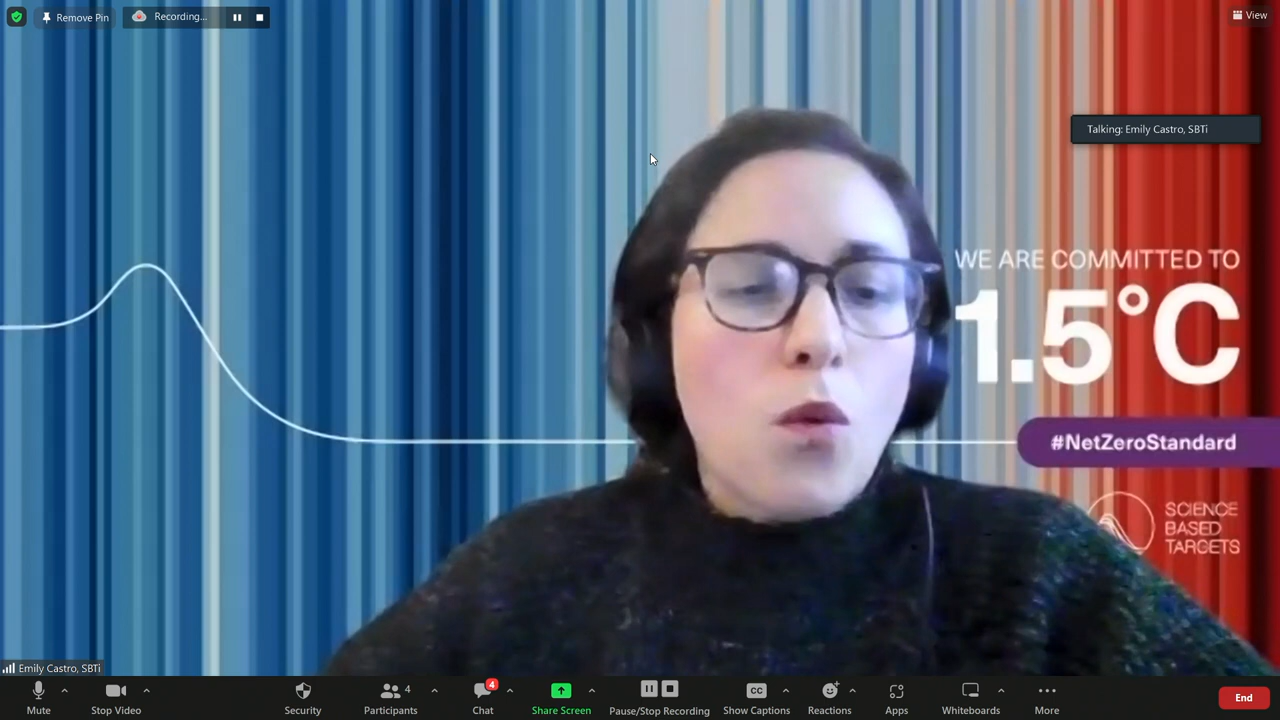 Remove Pin
Recording...
View
Talking: Emily Castro, SBTi
WE ARE COMMITTED TO
1.5°C
#NetZeroStandard
SCIENCE
BASED
TARGETS
Emily Castro, SBTi
Mute
Stop Video
Security
4
Participants
4
Chat
Share Screen
Pause/Stop Recording
CC
Show Captions
Reactions
Apps
Whiteboards
More
End